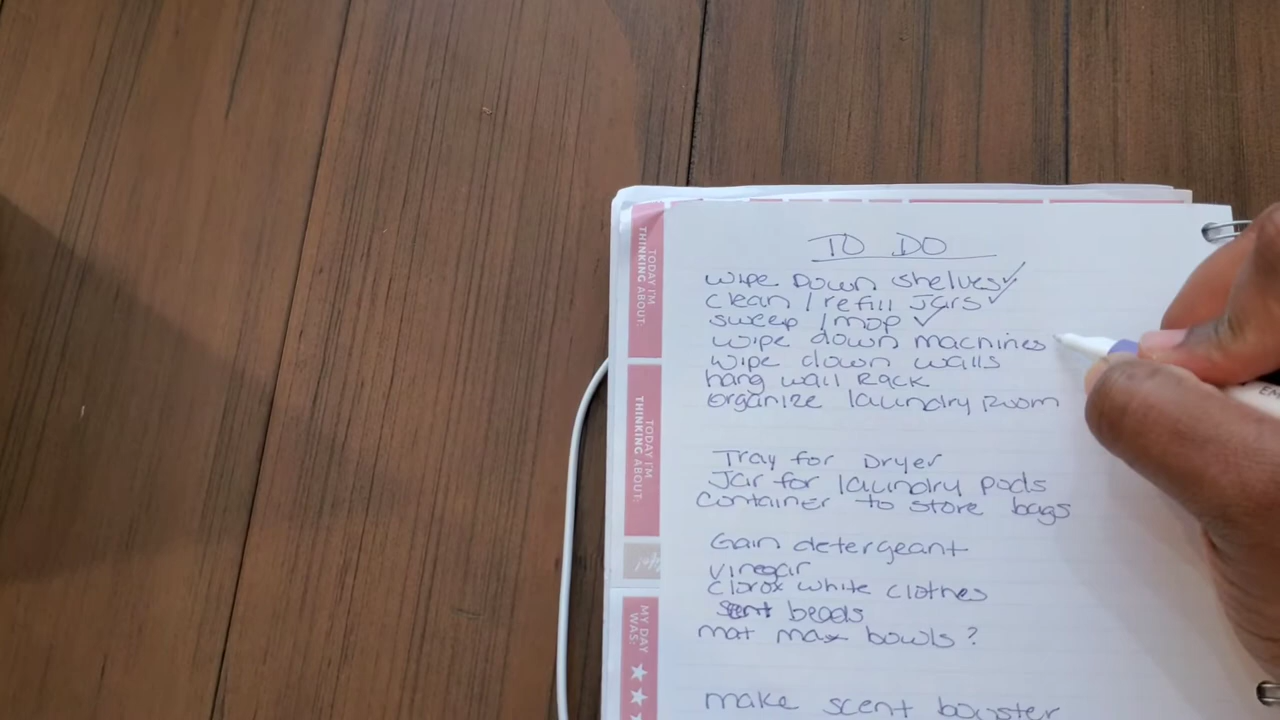 TO DO
wipe Down shelves✓
clean / refill Jars ✓
sweep / mop ✓
wipe down machines
wipe down walls
hang wall Rack
organize laundry Room
Tray for Dryer
Jar for laundry pods
container to store bags
Gain detergeant
vinegar
clorox white clothes
scent beads
mat max bowls?
make scent booster
TODAY I'M
THINKING ABOUT:
TODAY I'M
THINKING ABOUT:
MY DAY
WAS: